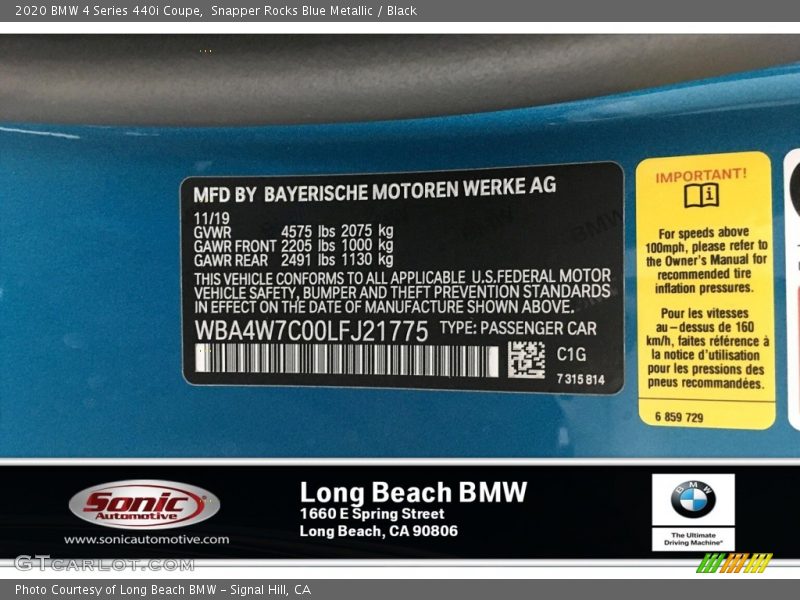 2020 BMW 4 Series 440i Coupe,  Snapper Rocks Blue Metallic / Black
MFD BY BAYERISCHE MOTOREN WERKE AG
11/19
GVWR 4575 lbs 2075 kg
GAWR FRONT 2205 lbs 1000 kg
GAWR REAR 2491 lbs 1130 kg
THIS VEHICLE CONFORMS TO ALL APPLICABLE U.S.FEDERAL MOTOR
VEHICLE SAFETY, BUMPER AND THEFT PREVENTION STANDARDS
IN EFFECT ON THE DATE OF MANUFACTURE SHOWN ABOVE.
WBA4W7C00LFJ21775 TYPE: PASSENGER CAR
C1G
7 315 814
IMPORTANT!
i
For speeds above
100mph, please refer to
the Owner's Manual for
recommended tire
inflation pressures.
Pour les vitesses
au-dessus de 160
km/h, faites référence à
la notice d'utilisation
pour les pressions des
pneus recommandées.
6 859 729
Sonic
Automotive
www.sonicautomotive.com
Long Beach BMW
1660 E Spring Street
Long Beach, CA 90806
BMW
The Ultimate
Driving Machine®
GTCarLot.com
Photo Courtesy of Long Beach BMW - Signal Hill, CA